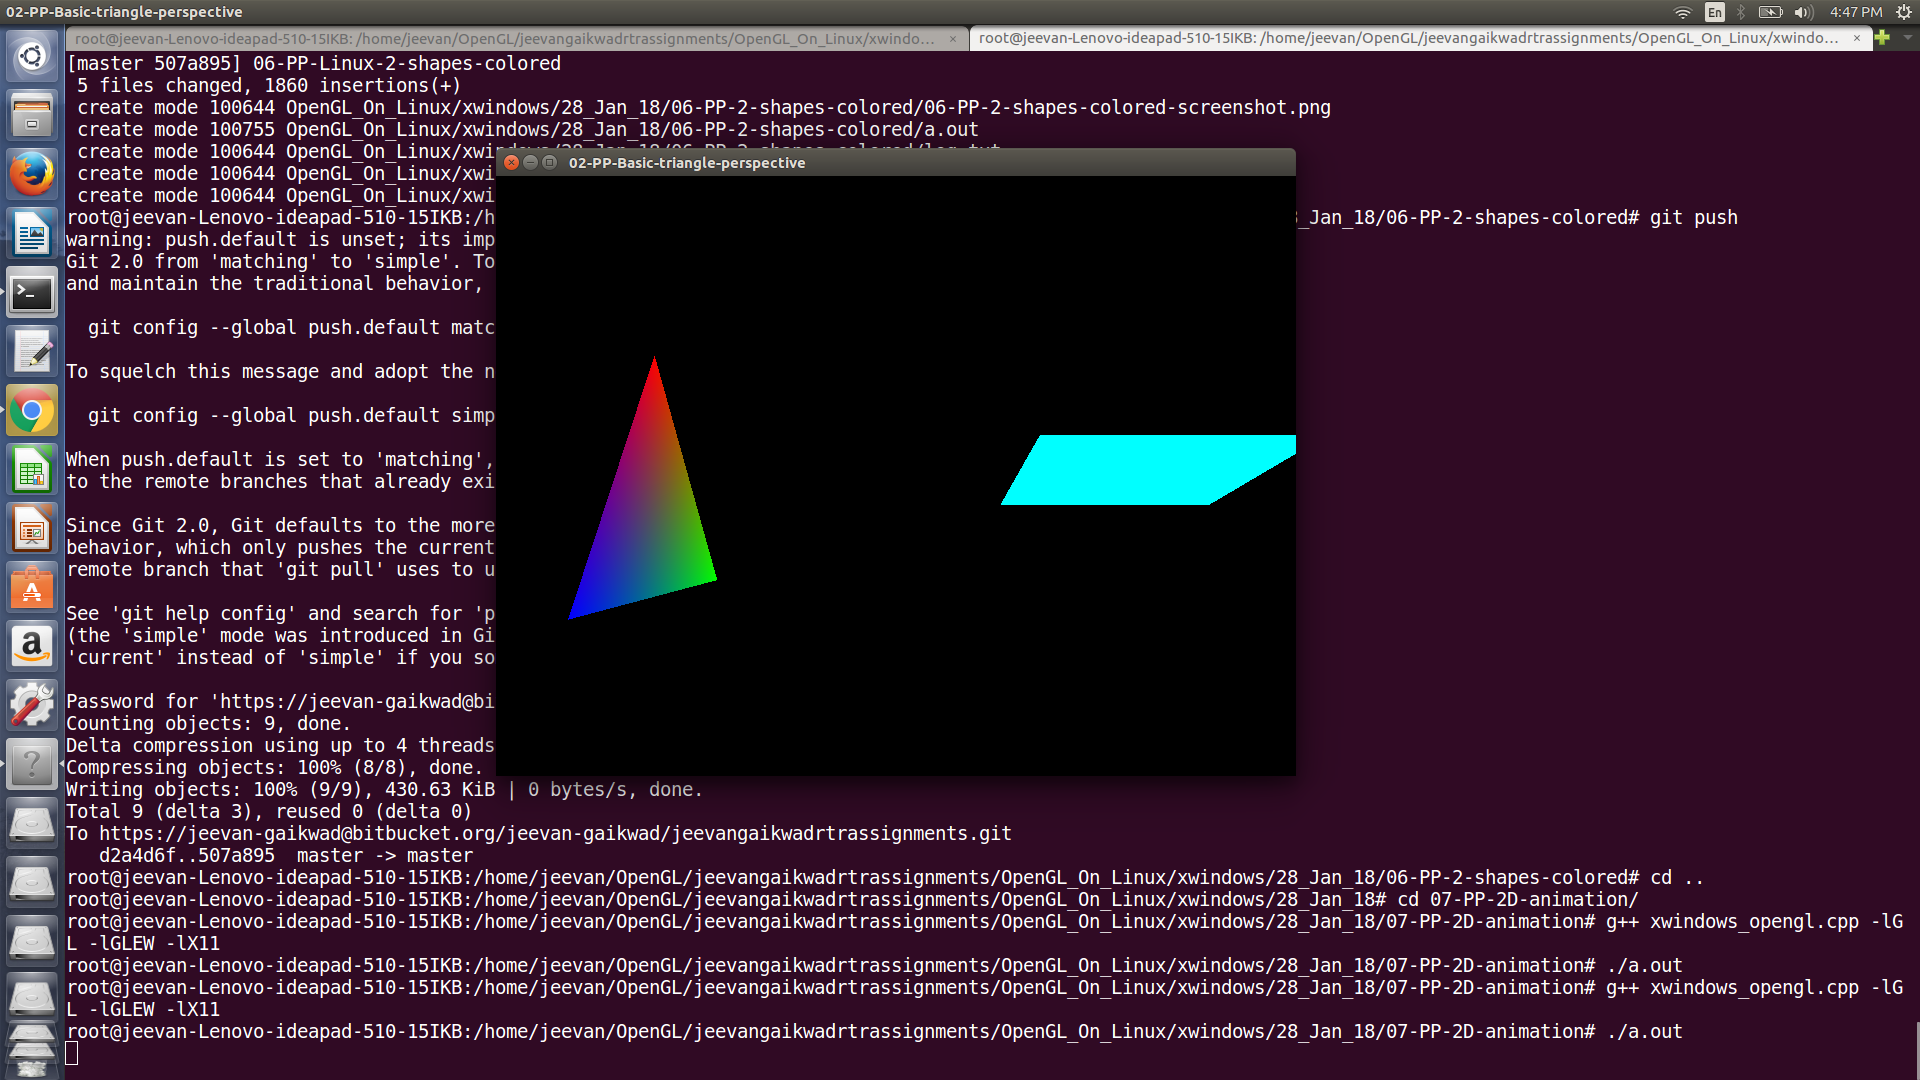 02-PP-Basic-triangle-perspective
En
4:47 PM
root@jeevan-Lenovo-ideapad-510-15IKB: /home/jeevan/OpenGL/jeevangaikwadrtrassignments/OpenGL_On_Linux/xwindo...
root@jeevan-Lenovo-ideapad-510-15IKB: /home/jeevan/OpenGL/jeevangaikwadrtrassignments/OpenGL_On_Linux/xwindo...
[master 507a895] 06-PP-Linux-2-shapes-colored
5 files changed, 1860 insertions(+)
create mode 100644 OpenGL_On_Linux/xwindows/28_Jan_18/06-PP-2-shapes-colored/06-PP-2-shapes-colored-screenshot.png
create mode 100755 OpenGL_On_Linux/xwindows/28_Jan_18/06-PP-2-shapes-colored/a.out
create mode 100644 OpenGL_On_Linux/xwi
create mode 100644 OpenGL_On_Linux/xwi
create mode 100644 OpenGL_On_Linux/xwi
02-PP-Basic-triangle-perspective
root@jeevan-Lenovo-ideapad-510-15IKB:/h _Jan_18/06-PP-2-shapes-colored# git push
warning: push.default is unset; its imp
Git 2.0 from 'matching' to 'simple'. To
and maintain the traditional behavior,
git config --global push.default matc
To squelch this message and adopt the n
git config --global push.default simp
When push.default is set to 'matching',
to the remote branches that already exi
Since Git 2.0, Git defaults to the more
behavior, which only pushes the current
remote branch that 'git pull' uses to u
See 'git help config' and search for 'p
(the 'simple' mode was introduced in Gi
'current' instead of 'simple' if you so
Password for 'https://jeevan-gaikwad@bi
Counting objects: 9, done.
Delta compression using up to 4 threads
Compressing objects: 100% (8/8), done.
Writing objects: 100% (9/9), 430.63 KiB | 0 bytes/s, done.
Total 9 (delta 3), reused 0 (delta 0)
To https://jeevan-gaikwad@bitbucket.org/jeevan-gaikwad/jeevangaikwadrtrassignments.git
d2a4d6f..507a895  master -> master
root@jeevan-Lenovo-ideapad-510-15IKB:/home/jeevan/OpenGL/jeevangaikwadrtrassignments/OpenGL_On_Linux/xwindows/28_Jan_18/06-PP-2-shapes-colored# cd ..
root@jeevan-Lenovo-ideapad-510-15IKB:/home/jeevan/OpenGL/jeevangaikwadrtrassignments/OpenGL_On_Linux/xwindows/28_Jan_18# cd 07-PP-2D-animation/
root@jeevan-Lenovo-ideapad-510-15IKB:/home/jeevan/OpenGL/jeevangaikwadrtrassignments/OpenGL_On_Linux/xwindows/28_Jan_18/07-PP-2D-animation# g++ xwindows_opengl.cpp -lG
L -lGLEW -lX11
root@jeevan-Lenovo-ideapad-510-15IKB:/home/jeevan/OpenGL/jeevangaikwadrtrassignments/OpenGL_On_Linux/xwindows/28_Jan_18/07-PP-2D-animation# ./a.out
root@jeevan-Lenovo-ideapad-510-15IKB:/home/jeevan/OpenGL/jeevangaikwadrtrassignments/OpenGL_On_Linux/xwindows/28_Jan_18/07-PP-2D-animation# g++ xwindows_opengl.cpp -lG
L -lGLEW -lX11
root@jeevan-Lenovo-ideapad-510-15IKB:/home/jeevan/OpenGL/jeevangaikwadrtrassignments/OpenGL_On_Linux/xwindows/28_Jan_18/07-PP-2D-animation# ./a.out